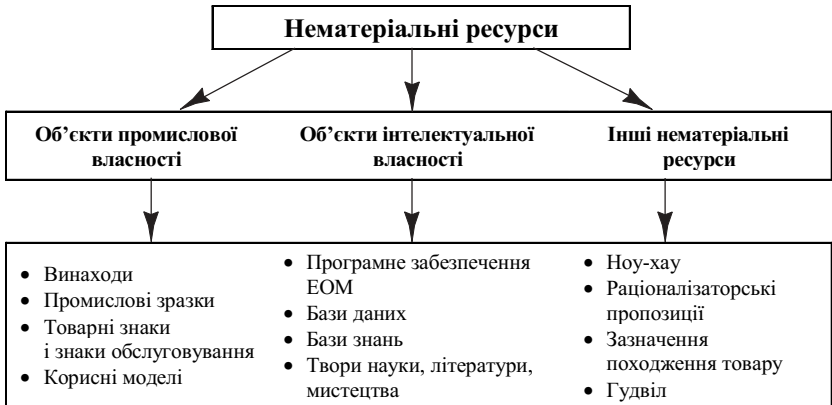 Нематеріальні ресурси
Об’єкти промислової
власності
Об’єкти інтелектуальної
власності
Інші нематеріальні
ресурси
• Винаходи
• Промислові зразки
• Товарні знаки
і знаки обслуговування
• Корисні моделі
• Програмне забезпечення
ЕОМ
• Бази даних
• Бази знань
• Твори науки, літератури,
мистецтва
• Ноу-хау
• Раціоналізаторські
пропозиції
• Зазначення
походження товару
• Гудвіл